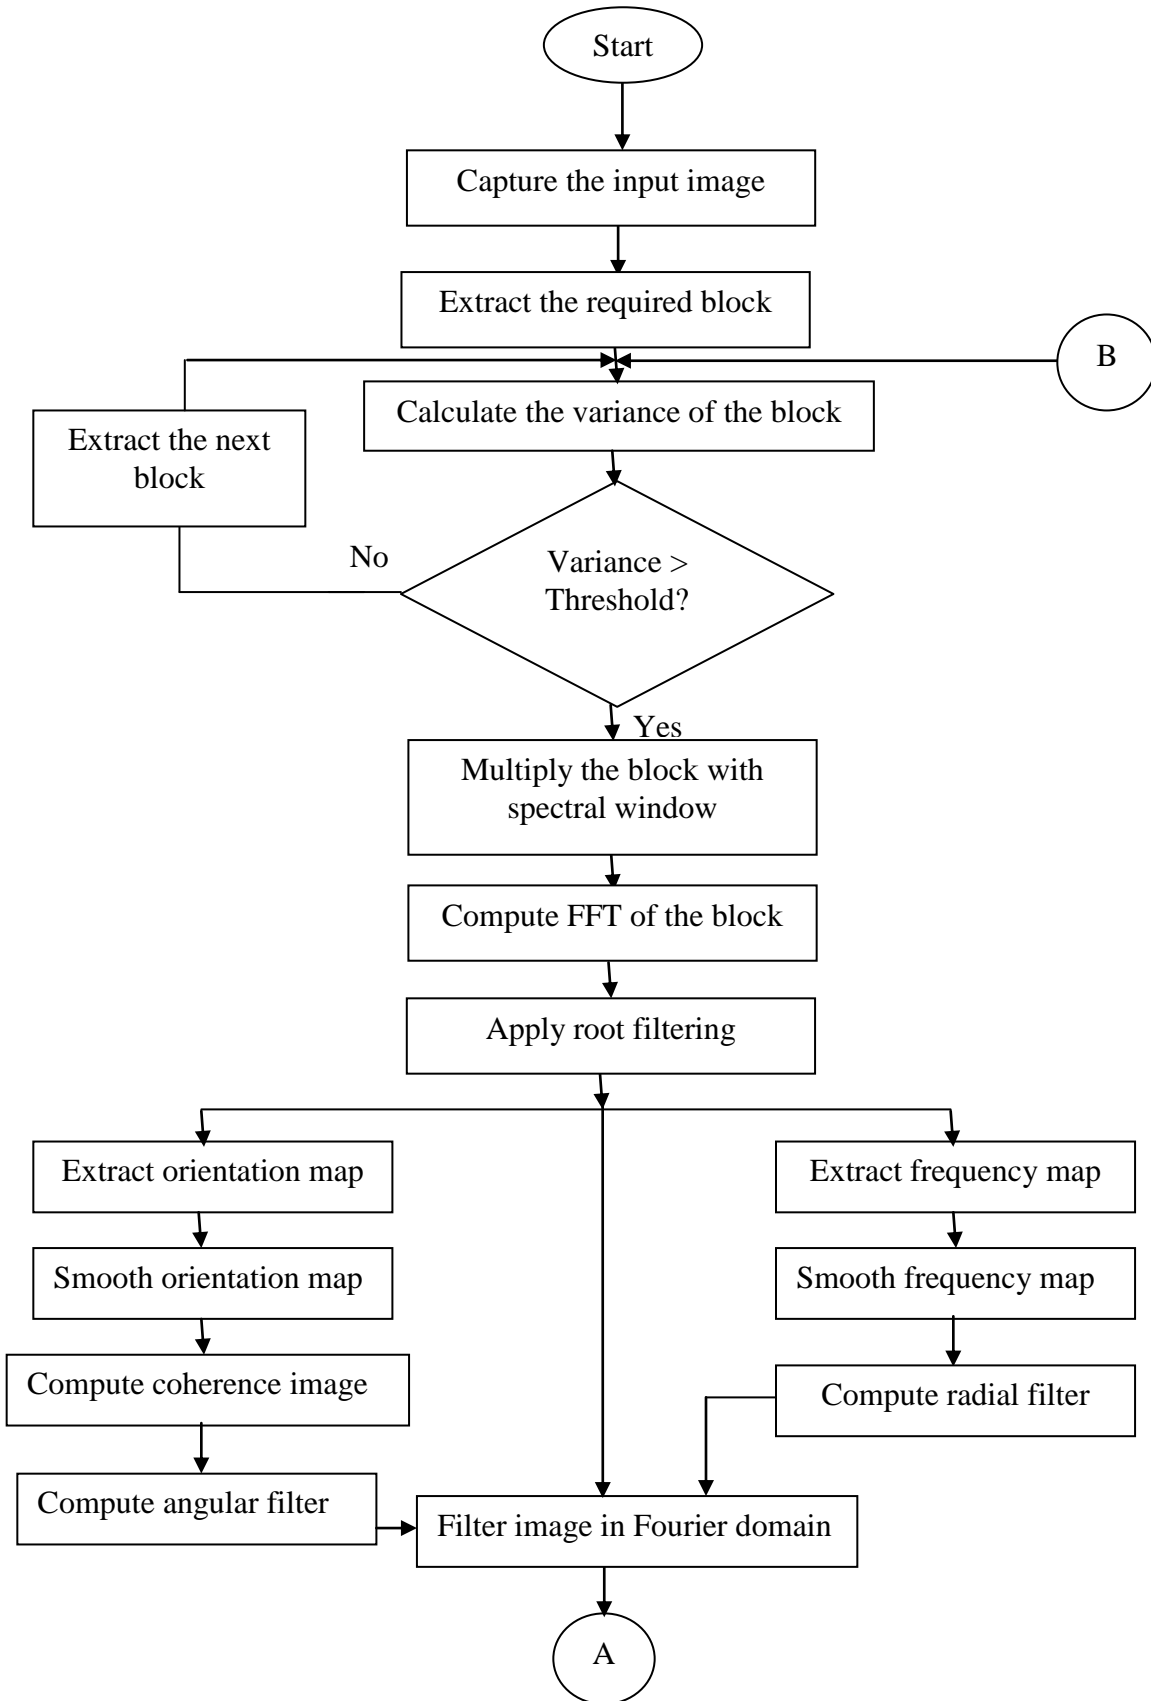 Start
Capture the input image
Extract the required block
B
Calculate the variance of the block
Extract the next
block
No
Variance >
Threshold?
Yes
Multiply the block with
spectral window
Compute FFT of the block
Apply root filtering
Extract orientation map
Extract frequency map
Smooth orientation map
Smooth frequency map
Compute coherence image
Compute radial filter
Compute angular filter
Filter image in Fourier domain
A